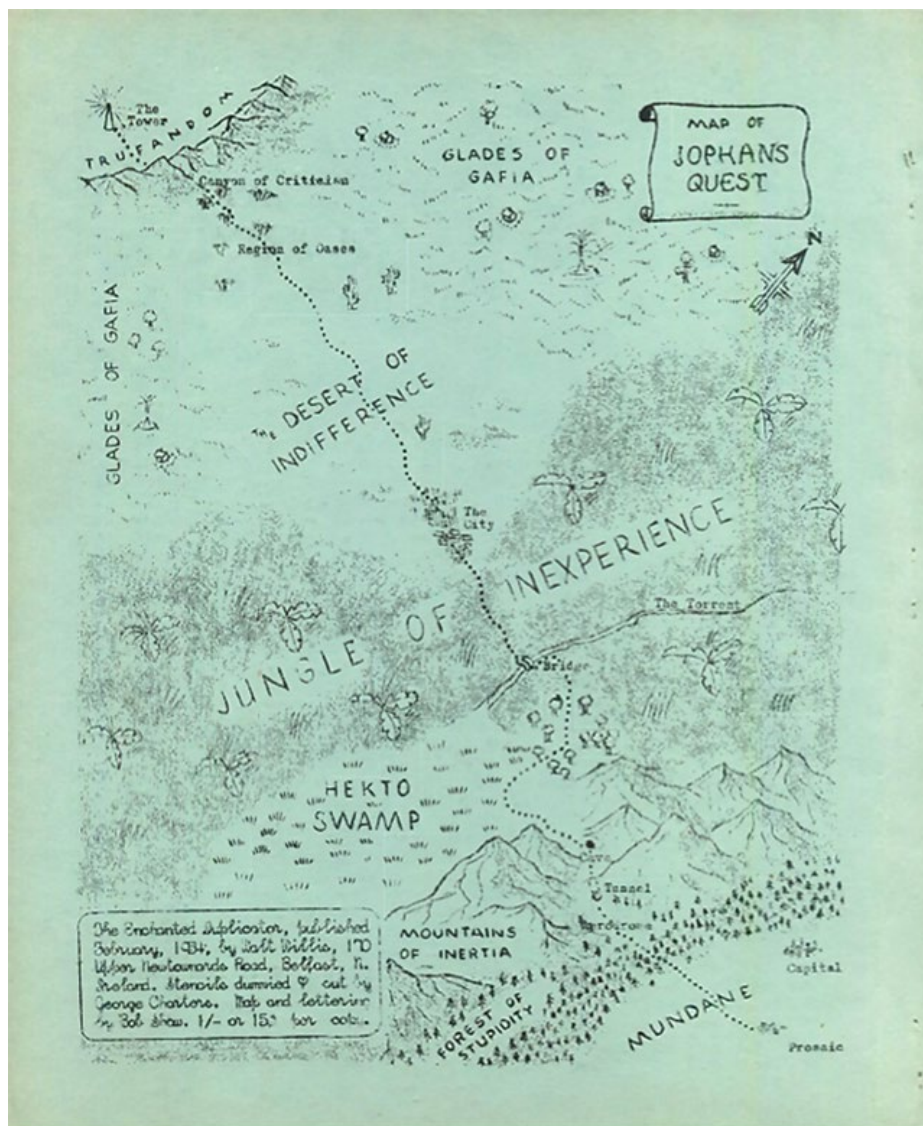 The
Tower
TRUFANDOM
MAP OF
JOPHAN'S
QUEST
GLADES OF
GAFIA
Canyon of Criticism
Region of Oases
N
GLADES OF GAFIA
THE DESERT OF
INDIFFERENCE
The
City
JUNGLE OF INEXPERIENCE
The Torrent
Bridge
HEKTO
SWAMP
Cave
Tunnel
Aerodrome
MOUNTAINS
OF INERTIA
Capital
FOREST OF
STUPIDITY
MUNDANE
Prosaic
The Enchanted Duplicator, published
February, 1954, by Walt Willis, 170
Upper Newtownards Road, Belfast, N.
Ireland. Stencils dummied & cut by
George Charters. Map and lettering
by Bob Shaw. 1/- or 15¢ per copy.